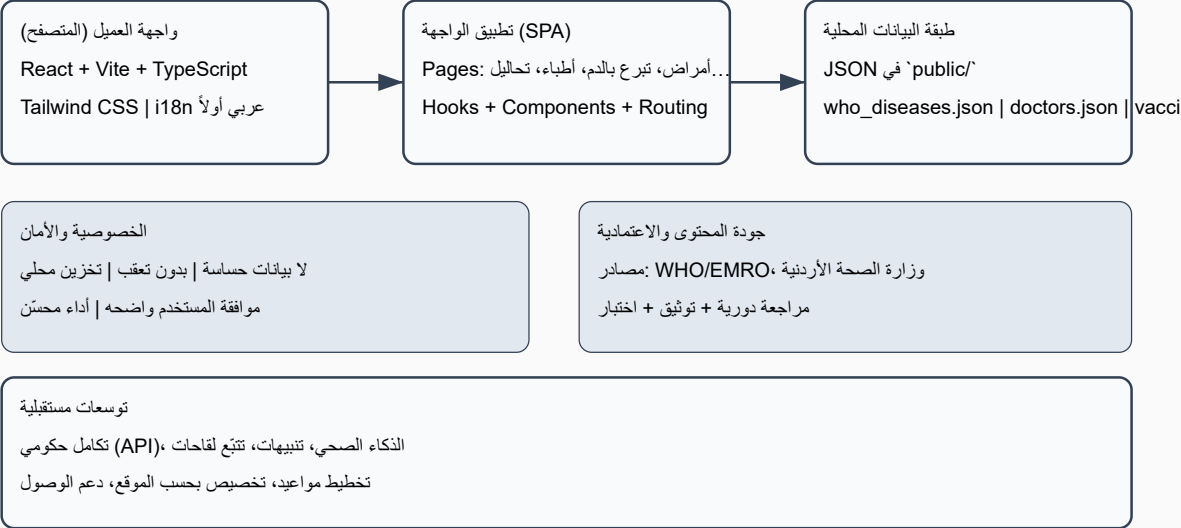 واجهة العميل (المتصفح)
React + Vite + TypeScript
Tailwind CSS | i18n عربي أولاً
تطبيق الواجهة (SPA)
Pages: أمراض، تبرع بالدم، أطباء، تحاليل…
Hooks + Components + Routing
طبقة البيانات المحلية
JSON في `public/`
who_diseases.json | doctors.json | vacci
الخصوصية والأمان
لا بيانات حساسة | بدون تعقب | تخزين محلي
موافقة المستخدم واضحه | أداء محسّن
جودة المحتوى والاعتمادية
مصادر: WHO/EMRO، وزارة الصحة الأردنية
مراجعة دورية + توثيق + اختبار
توسعات مستقبلية
تكامل حكومي (API)، الذكاء الصحي، تنبيهات، تتبّع لقاحات
تخطيط مواعيد، تخصيص بحسب الموقع، دعم الوصول